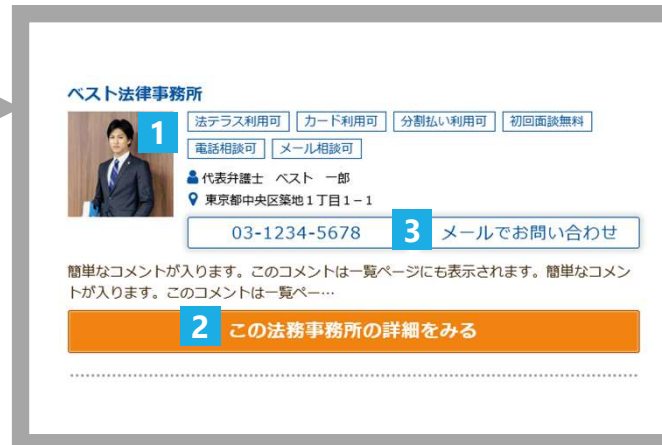 ベスト法律事務所
1
法テラス利用可 カード利用可 分割払い利用可 初回面談無料
電話相談可 メール相談可
代表弁護士 ベスト 一郎
東京都中央区築地1丁目1-1
03-1234-5678 3 メールでお問い合わせ
簡単なコメントが入ります。このコメントは一覧ページにも表示されます。簡単なコメン
トが入ります。このコメントは一覧ペー…
2 この法務事務所の詳細をみる